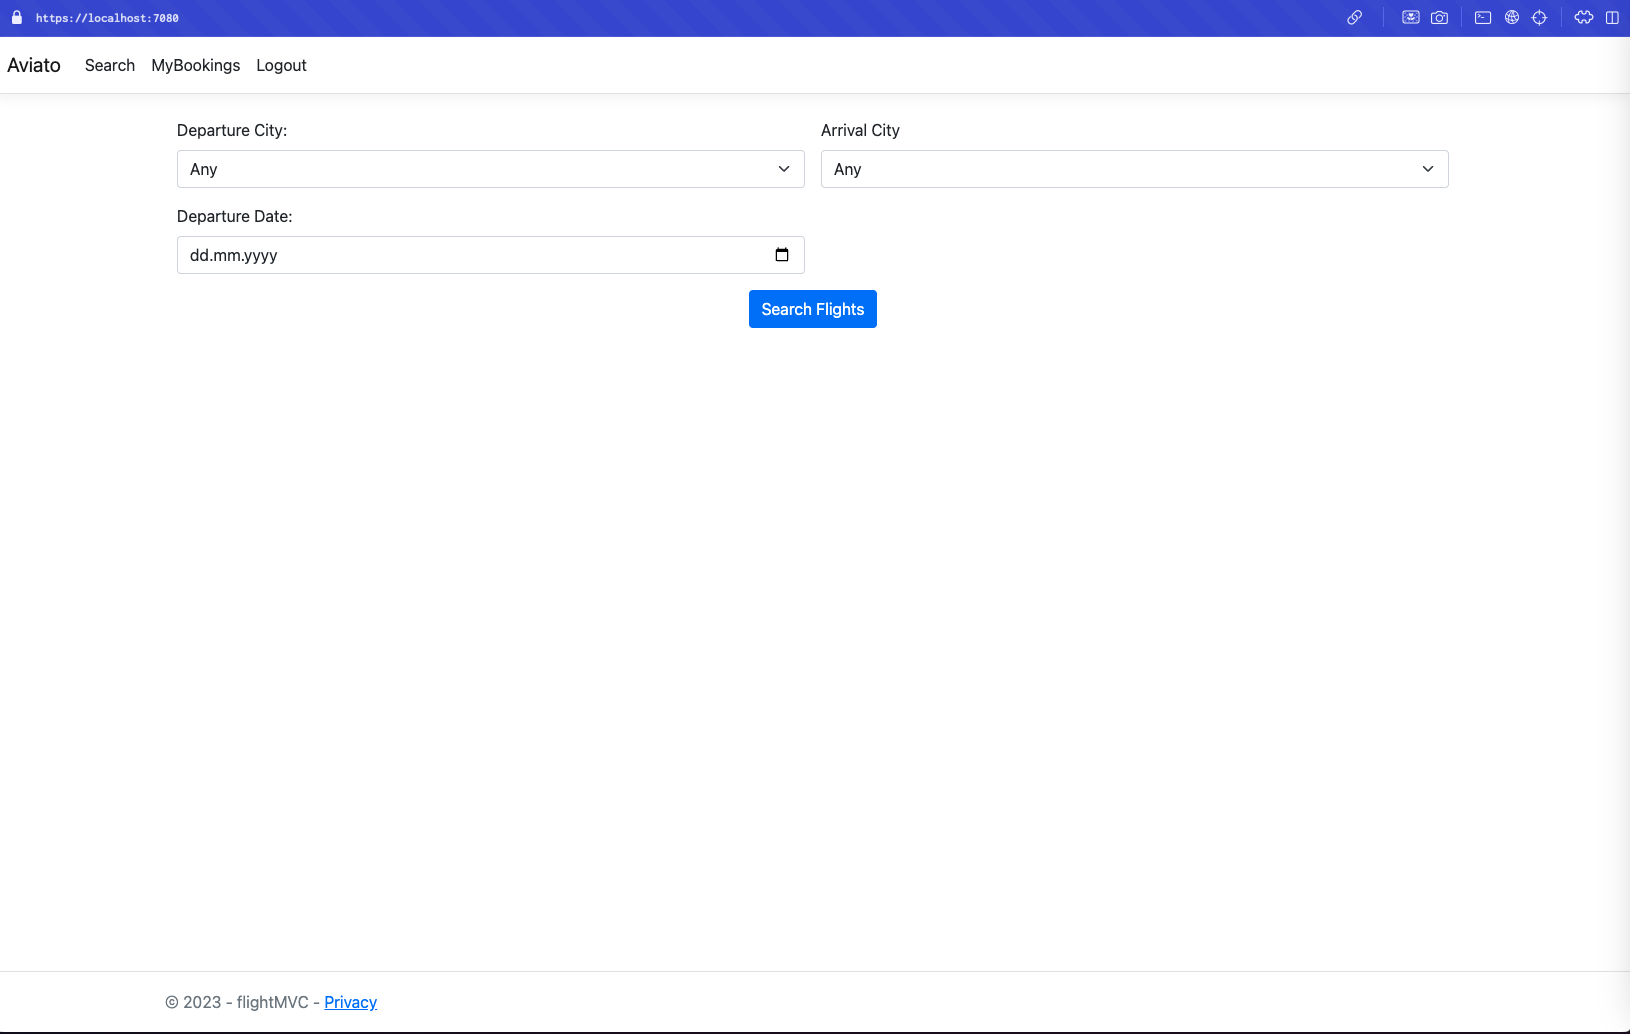 https://localhost:7080
Aviato Search MyBookings Logout
Departure City: Arrival City
Any Any
Departure Date:
dd.mm.yyyy
Search Flights
© 2023 - flightMVC - Privacy